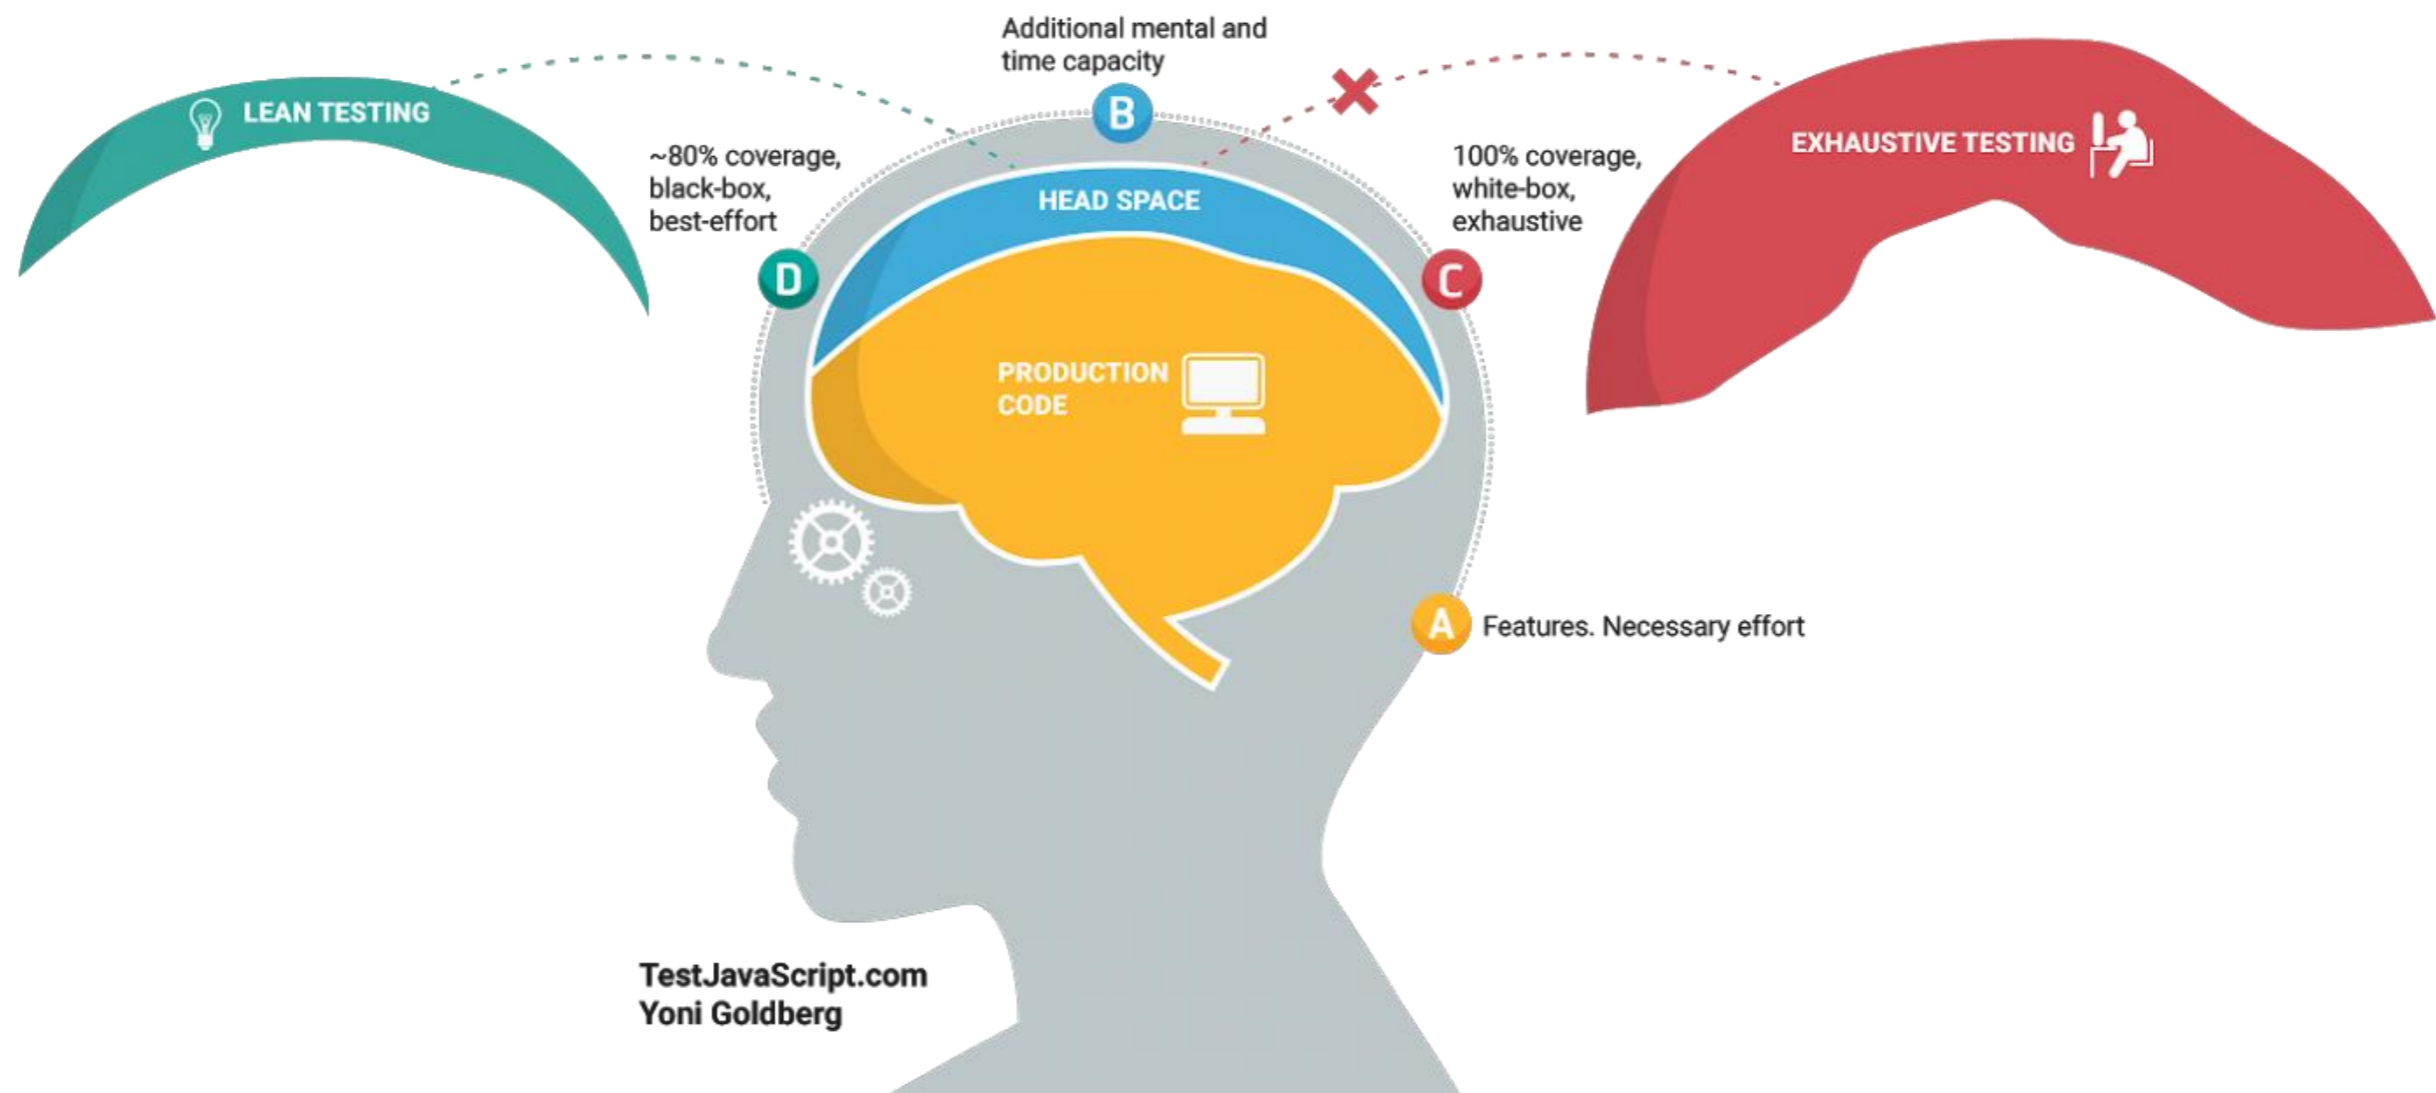 Additional mental and
time capacity
B
LEAN TESTING
EXHAUSTIVE TESTING
~80% coverage,
black-box,
best-effort
100% coverage,
white-box,
exhaustive
HEAD SPACE
D
C
PRODUCTION
CODE
A
Features. Necessary effort
TestJavaScript.com
Yoni Goldberg